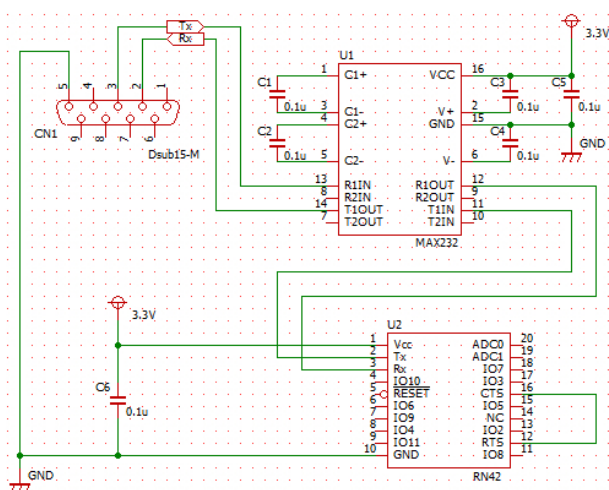 Tx
Rx
3.3V
5 4 3 2 1
9 8 7 6
CN1
Dsub15-M
U1
1 C1+ VCC 16
C1 0.1u
3 C1- V+ 2
4 C2+ GND 15
C2 0.1u
5 C2- V- 6
13 R1IN R1OUT 12
8 R2IN R2OUT 9
14 T1OUT T1IN 11
7 T2OUT T2IN 10
MAX232
C3 0.1u
C5 0.1u
C4 0.1u
GND
3.3V
C6
0.1u
GND
U2
1 Vcc ADC0 20
2 Tx ADC1 19
3 Rx IO7 18
4 IO10 IO3 17
5 RESET CTS 16
6 IO6 IO5 15
7 IO9 NC 14
8 IO4 IO2 13
9 IO11 RTS 12
10 GND IO8 11
RN42